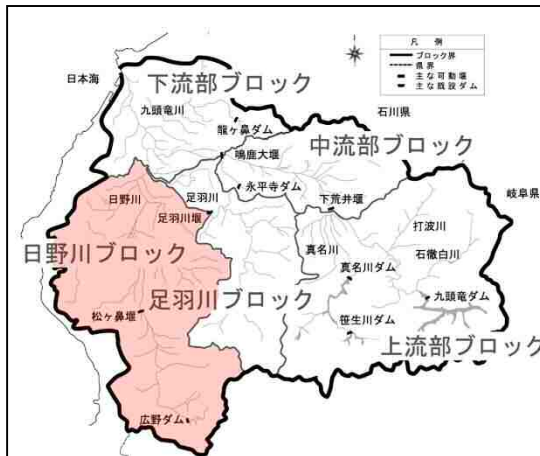 凡例
ブロック界
県界
主な可動堰
主な既設ダム
日本海
下流部ブロック
九頭竜川
石川県
龍ヶ鼻ダム
鳴鹿大堰
中流部ブロック
岐阜県
日野川
足羽川
永平寺ダム
足羽川堰
下荒井堰
打波川
石徹白川
真名川
真名川ダム
日野川ブロック
足羽川ブロック
九頭竜ダム
松ヶ鼻堰
笹生川ダム
上流部ブロック
広野ダム